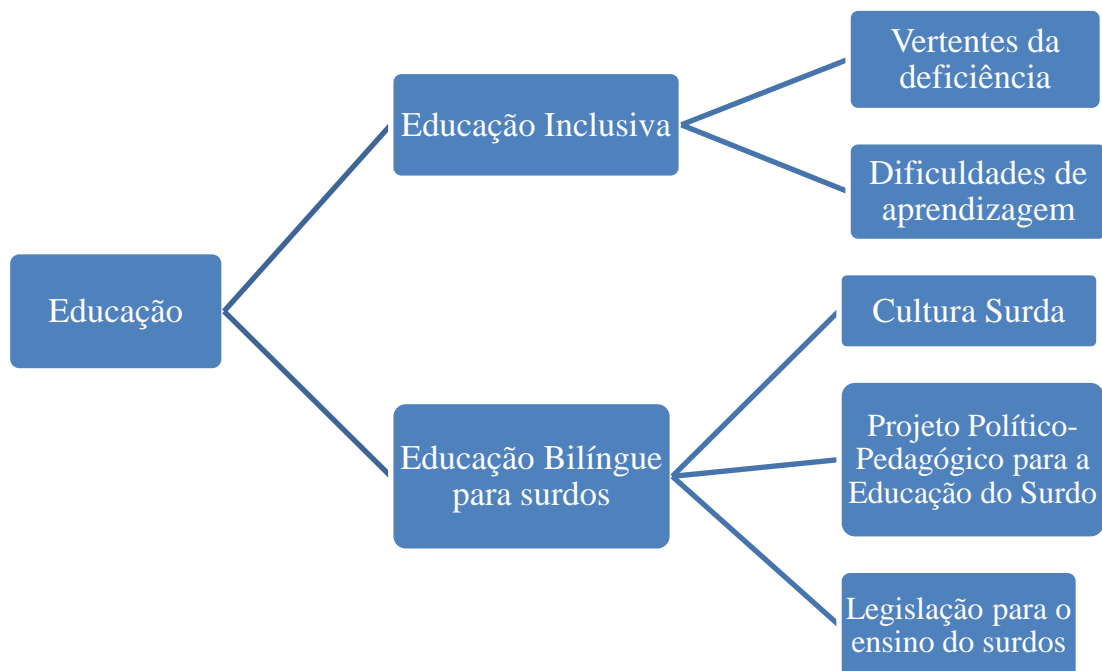 Educação
Educação Inclusiva
Vertentes da
deficiência
Dificuldades de
aprendizagem
Educação Bilíngue
para surdos
Cultura Surda
Projeto Político-
Pedagógico para a
Educação do Surdo
Legislação para o
ensino do surdos